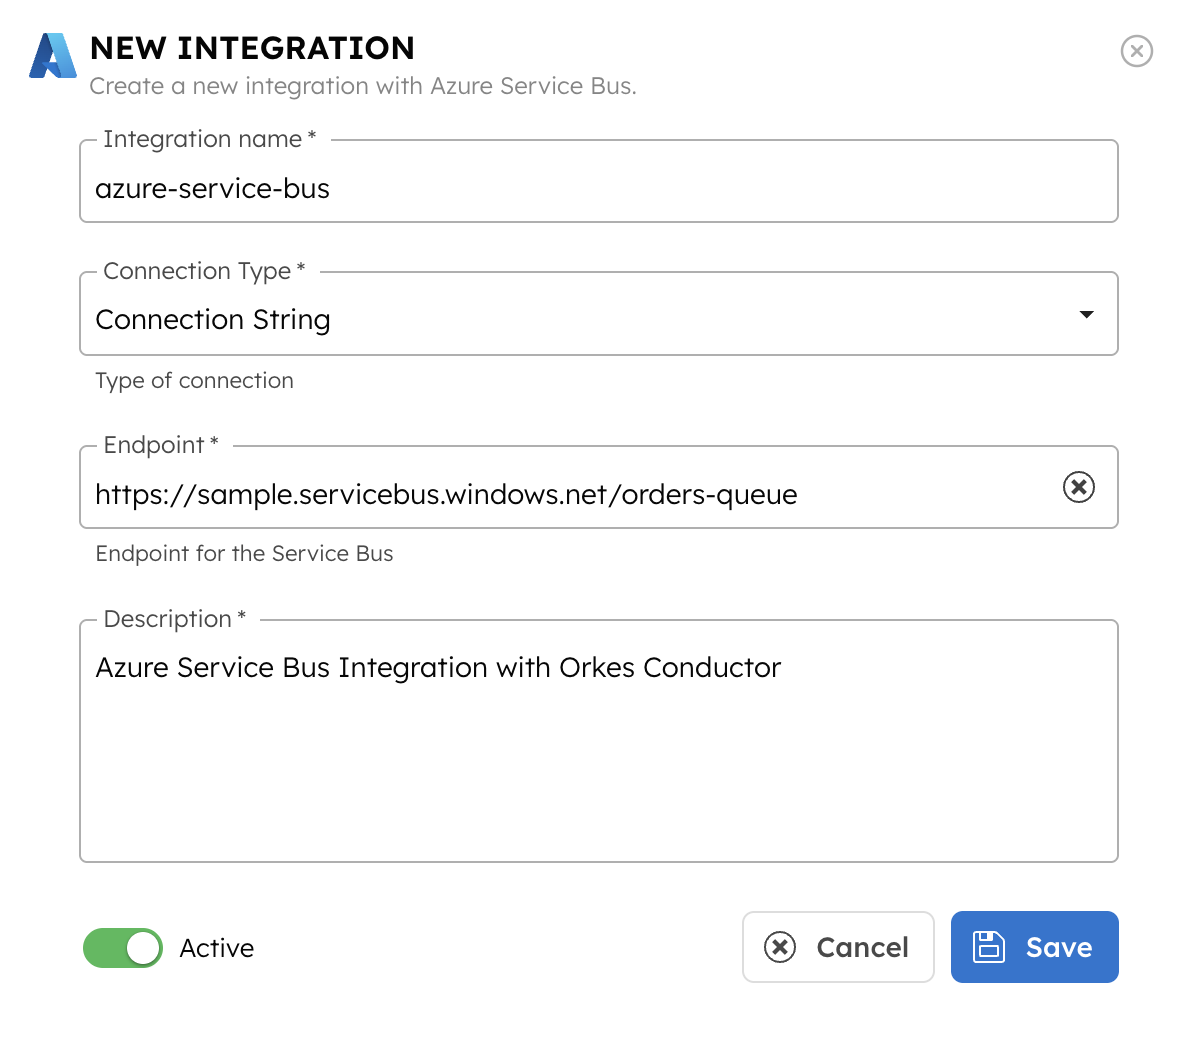 NEW INTEGRATION
Create a new integration with Azure Service Bus.
Integration name *
azure-service-bus
Connection Type *
Connection String
Type of connection
Endpoint *
https://sample.servicebus.windows.net/orders-queue
Endpoint for the Service Bus
Description *
Azure Service Bus Integration with Orkes Conductor
Active
Cancel
Save